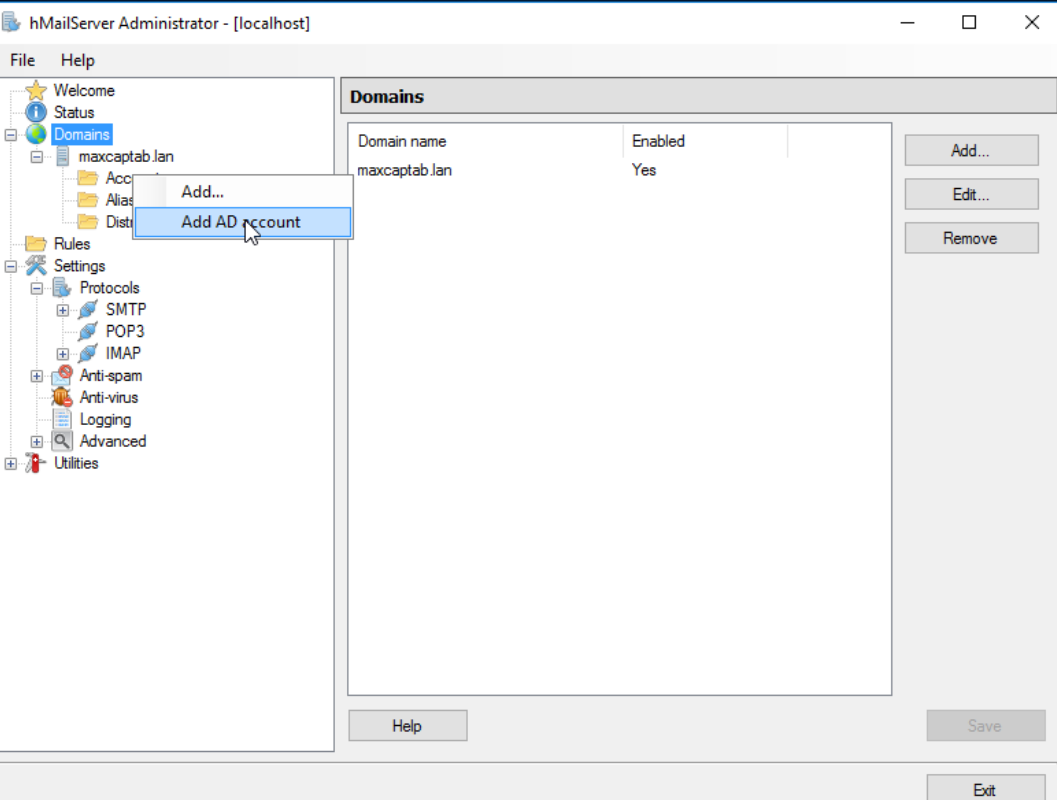 hMailServer Administrator - [localhost]
File Help
Welcome
Status
Domains
maxcaptab.lan
Rules
Settings
Protocols
SMTP
POP3
IMAP
Anti-spam
Anti-virus
Logging
Advanced
Utilities
Add...
Add AD account
Domains
Domain name Enabled
maxcaptab.lan Yes
Add...
Edit...
Remove
Help
Save
Exit